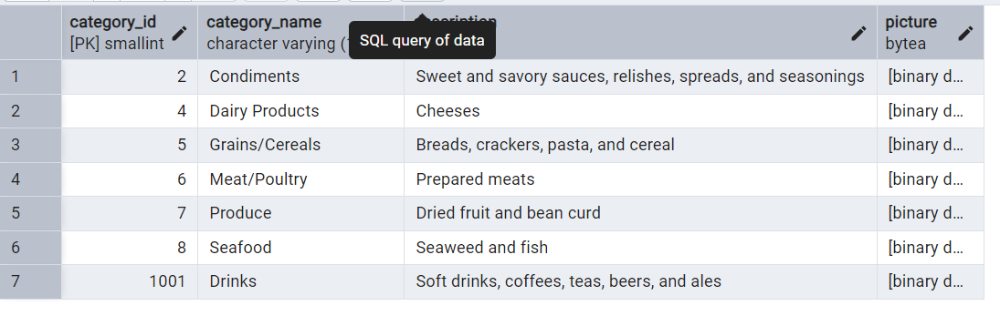 category_id category_name picture
[PK] smallint character varying ( SQL query of data bytea
1 2 Condiments Sweet and savory sauces, relishes, spreads, and seasonings [binary d...
2 4 Dairy Products Cheeses [binary d...
3 5 Grains/Cereals Breads, crackers, pasta, and cereal [binary d...
4 6 Meat/Poultry Prepared meats [binary d...
5 7 Produce Dried fruit and bean curd [binary d...
6 8 Seafood Seaweed and fish [binary d...
7 1001 Drinks Soft drinks, coffees, teas, beers, and ales [binary d...